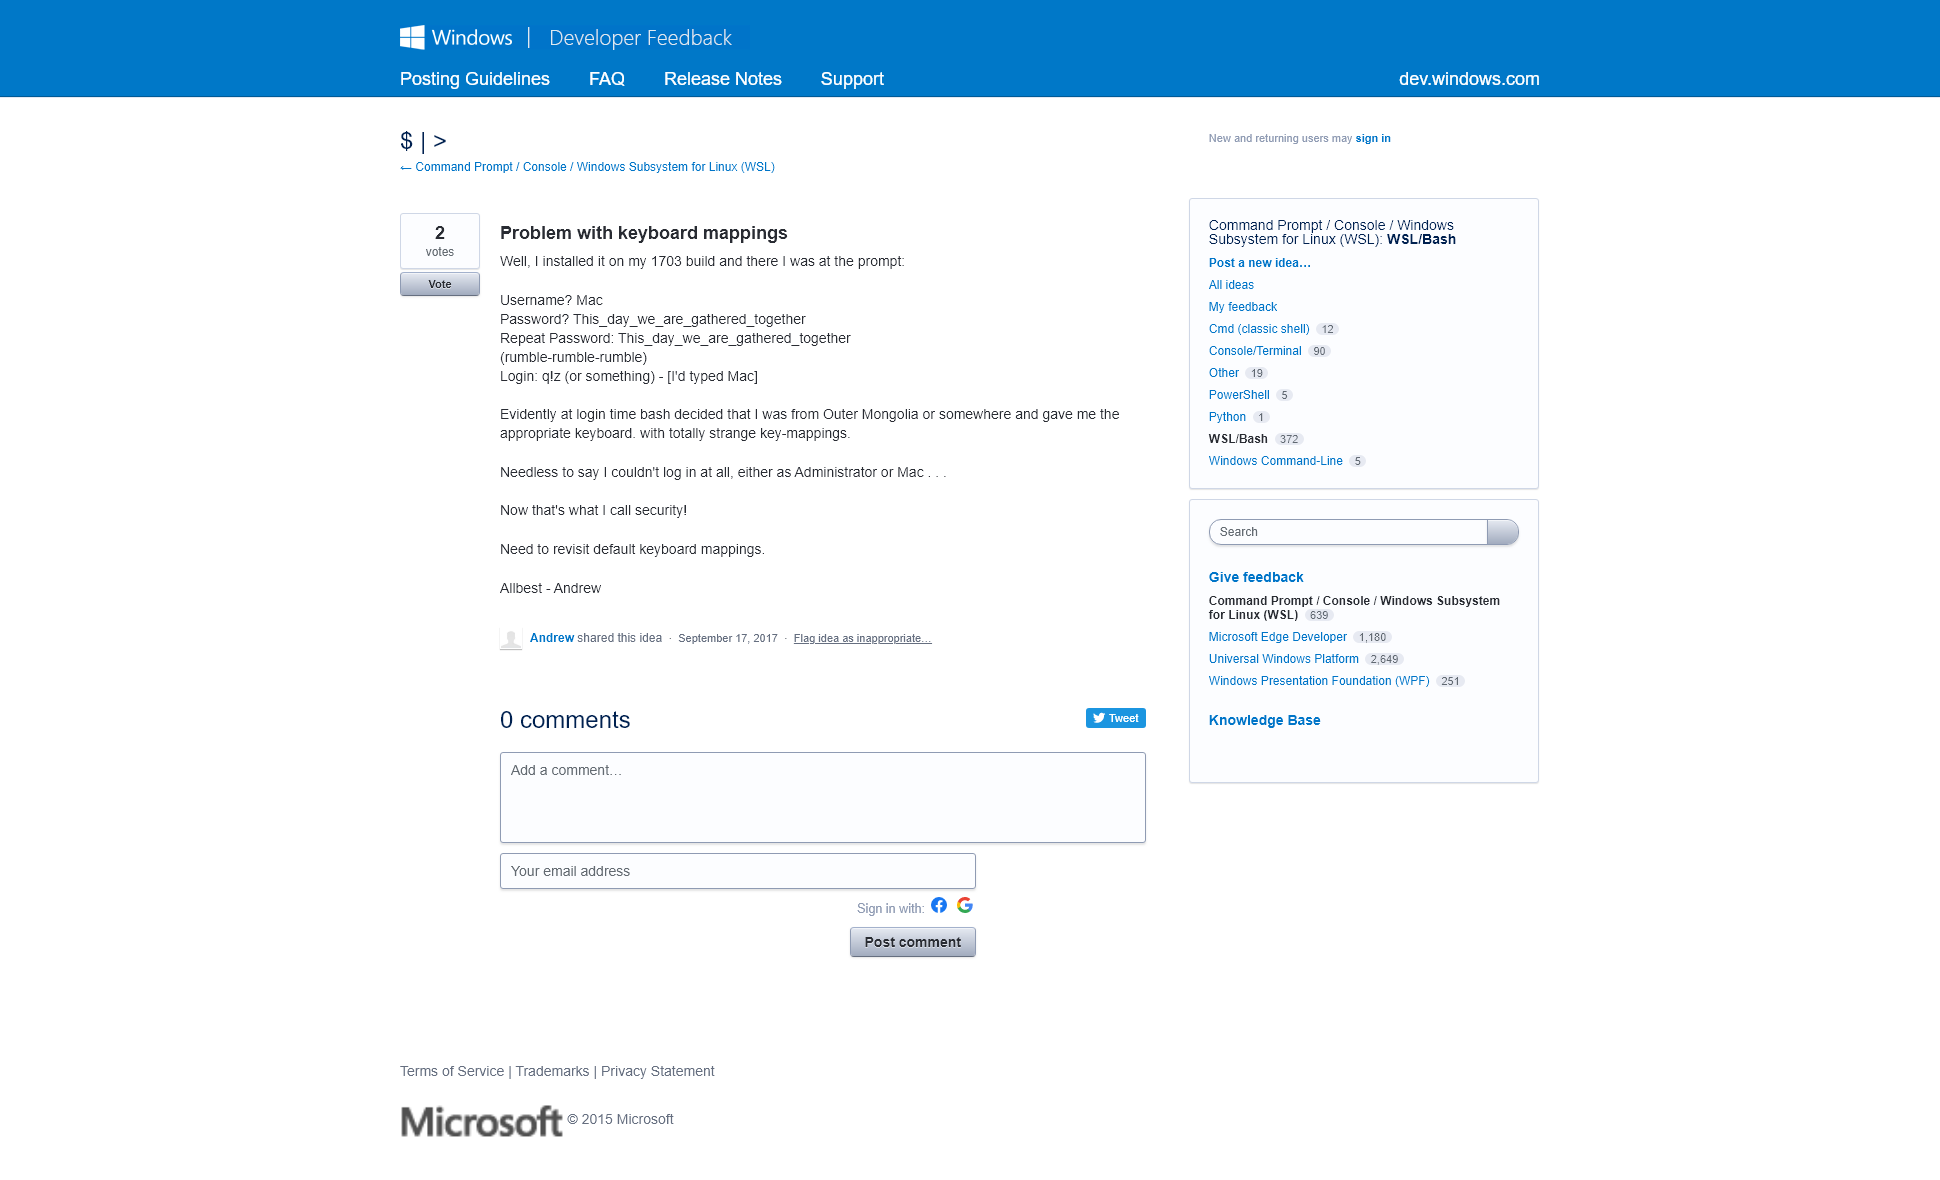 Windows | Developer Feedback
Posting Guidelines FAQ Release Notes Support dev.windows.com
$ | >
← Command Prompt / Console / Windows Subsystem for Linux (WSL)
New and returning users may sign in
2
votes
Vote
Problem with keyboard mappings
Well, I installed it on my 1703 build and there I was at the prompt:
Username? Mac
Password? This_day_we_are_gathered_together
Repeat Password: This_day_we_are_gathered_together
(rumble-rumble-rumble)
Login: q!z (or something) - [I'd typed Mac]
Evidently at login time bash decided that I was from Outer Mongolia or somewhere and gave me the
appropriate keyboard. with totally strange key-mappings.
Needless to say I couldn't log in at all, either as Administrator or Mac . . .
Now that's what I call security!
Need to revisit default keyboard mappings.
Allbest - Andrew
Andrew shared this idea · September 17, 2017 · Flag idea as inappropriate…
0 comments
Tweet
Add a comment…
Your email address
Sign in with:
Post comment
Command Prompt / Console / Windows
Subsystem for Linux (WSL): WSL/Bash
Post a new idea…
All ideas
My feedback
Cmd (classic shell) 12
Console/Terminal 90
Other 19
PowerShell 5
Python 1
WSL/Bash 372
Windows Command-Line 5
Search
Give feedback
Command Prompt / Console / Windows Subsystem
for Linux (WSL) 639
Microsoft Edge Developer 1,180
Universal Windows Platform 2,649
Windows Presentation Foundation (WPF) 251
Knowledge Base
Terms of Service | Trademarks | Privacy Statement
Microsoft © 2015 Microsoft